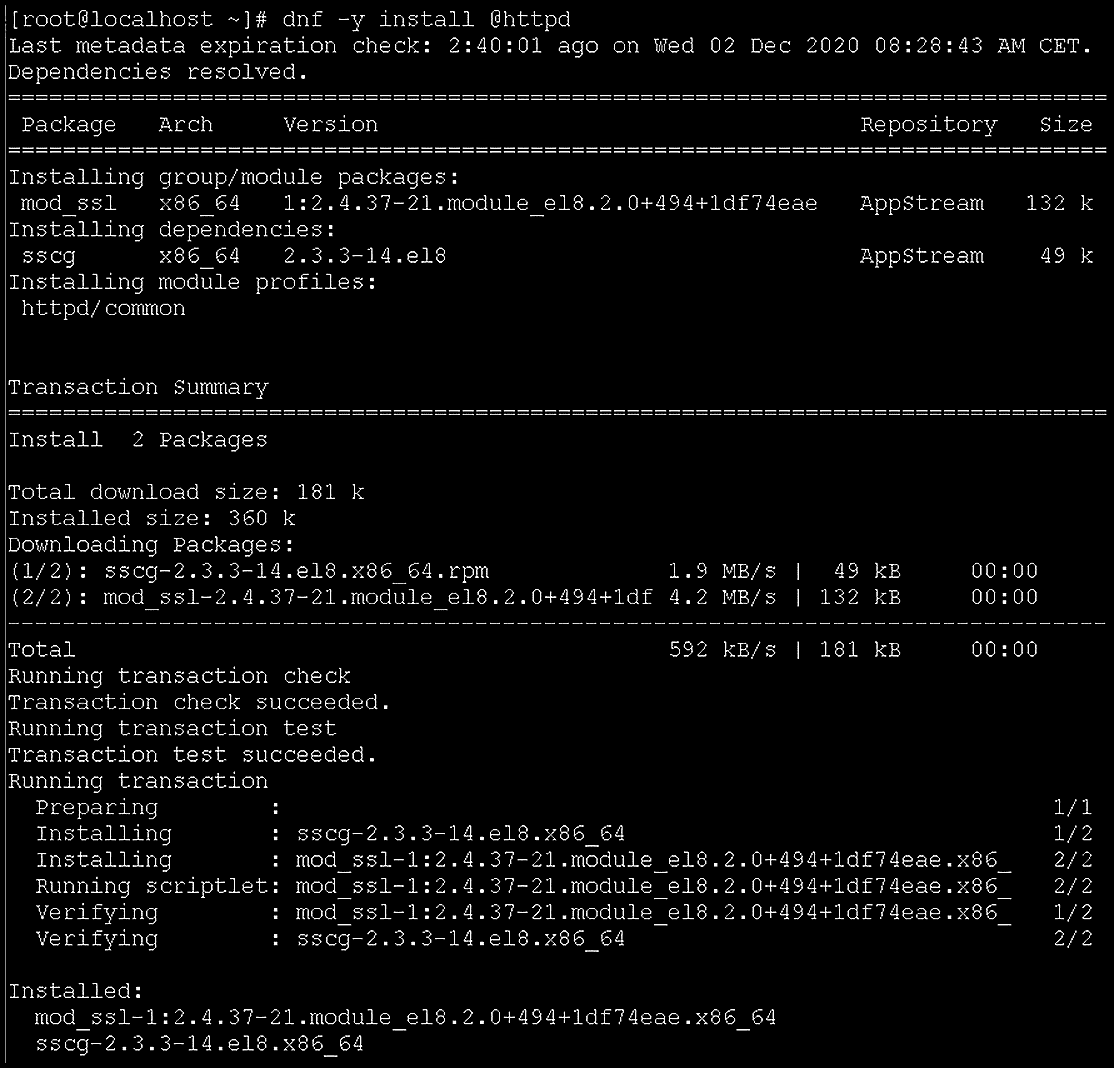 [root@localhost ~]# dnf -y install @httpd
Last metadata expiration check: 2:40:01 ago on Wed 02 Dec 2020 08:28:43 AM CET.
Dependencies resolved.
================================================================================
 Package   Arch     Version                                   Repository   Size
================================================================================
Installing group/module packages:
 mod_ssl   x86_64   1:2.4.37-21.module_el8.2.0+494+1df74eae   AppStream   132 k
Installing dependencies:
 sscg      x86_64   2.3.3-14.el8                              AppStream    49 k
Installing module profiles:
 httpd/common
Transaction Summary
================================================================================
Install  2 Packages
Total download size: 181 k
Installed size: 360 k
Downloading Packages:
(1/2): sscg-2.3.3-14.el8.x86_64.rpm             1.9 MB/s |  49 kB     00:00
(2/2): mod_ssl-2.4.37-21.module_el8.2.0+494+1df 4.2 MB/s | 132 kB     00:00
--------------------------------------------------------------------------------
Total                                           592 kB/s | 181 kB     00:00
Running transaction check
Transaction check succeeded.
Running transaction test
Transaction test succeeded.
Running transaction
  Preparing        :                                                        1/1
  Installing       : sscg-2.3.3-14.el8.x86_64                               1/2
  Installing       : mod_ssl-1:2.4.37-21.module_el8.2.0+494+1df74eae.x86_   2/2
  Running scriptlet: mod_ssl-1:2.4.37-21.module_el8.2.0+494+1df74eae.x86_   2/2
  Verifying        : mod_ssl-1:2.4.37-21.module_el8.2.0+494+1df74eae.x86_   1/2
  Verifying        : sscg-2.3.3-14.el8.x86_64                               2/2
Installed:
  mod_ssl-1:2.4.37-21.module_el8.2.0+494+1df74eae.x86_64
  sscg-2.3.3-14.el8.x86_64